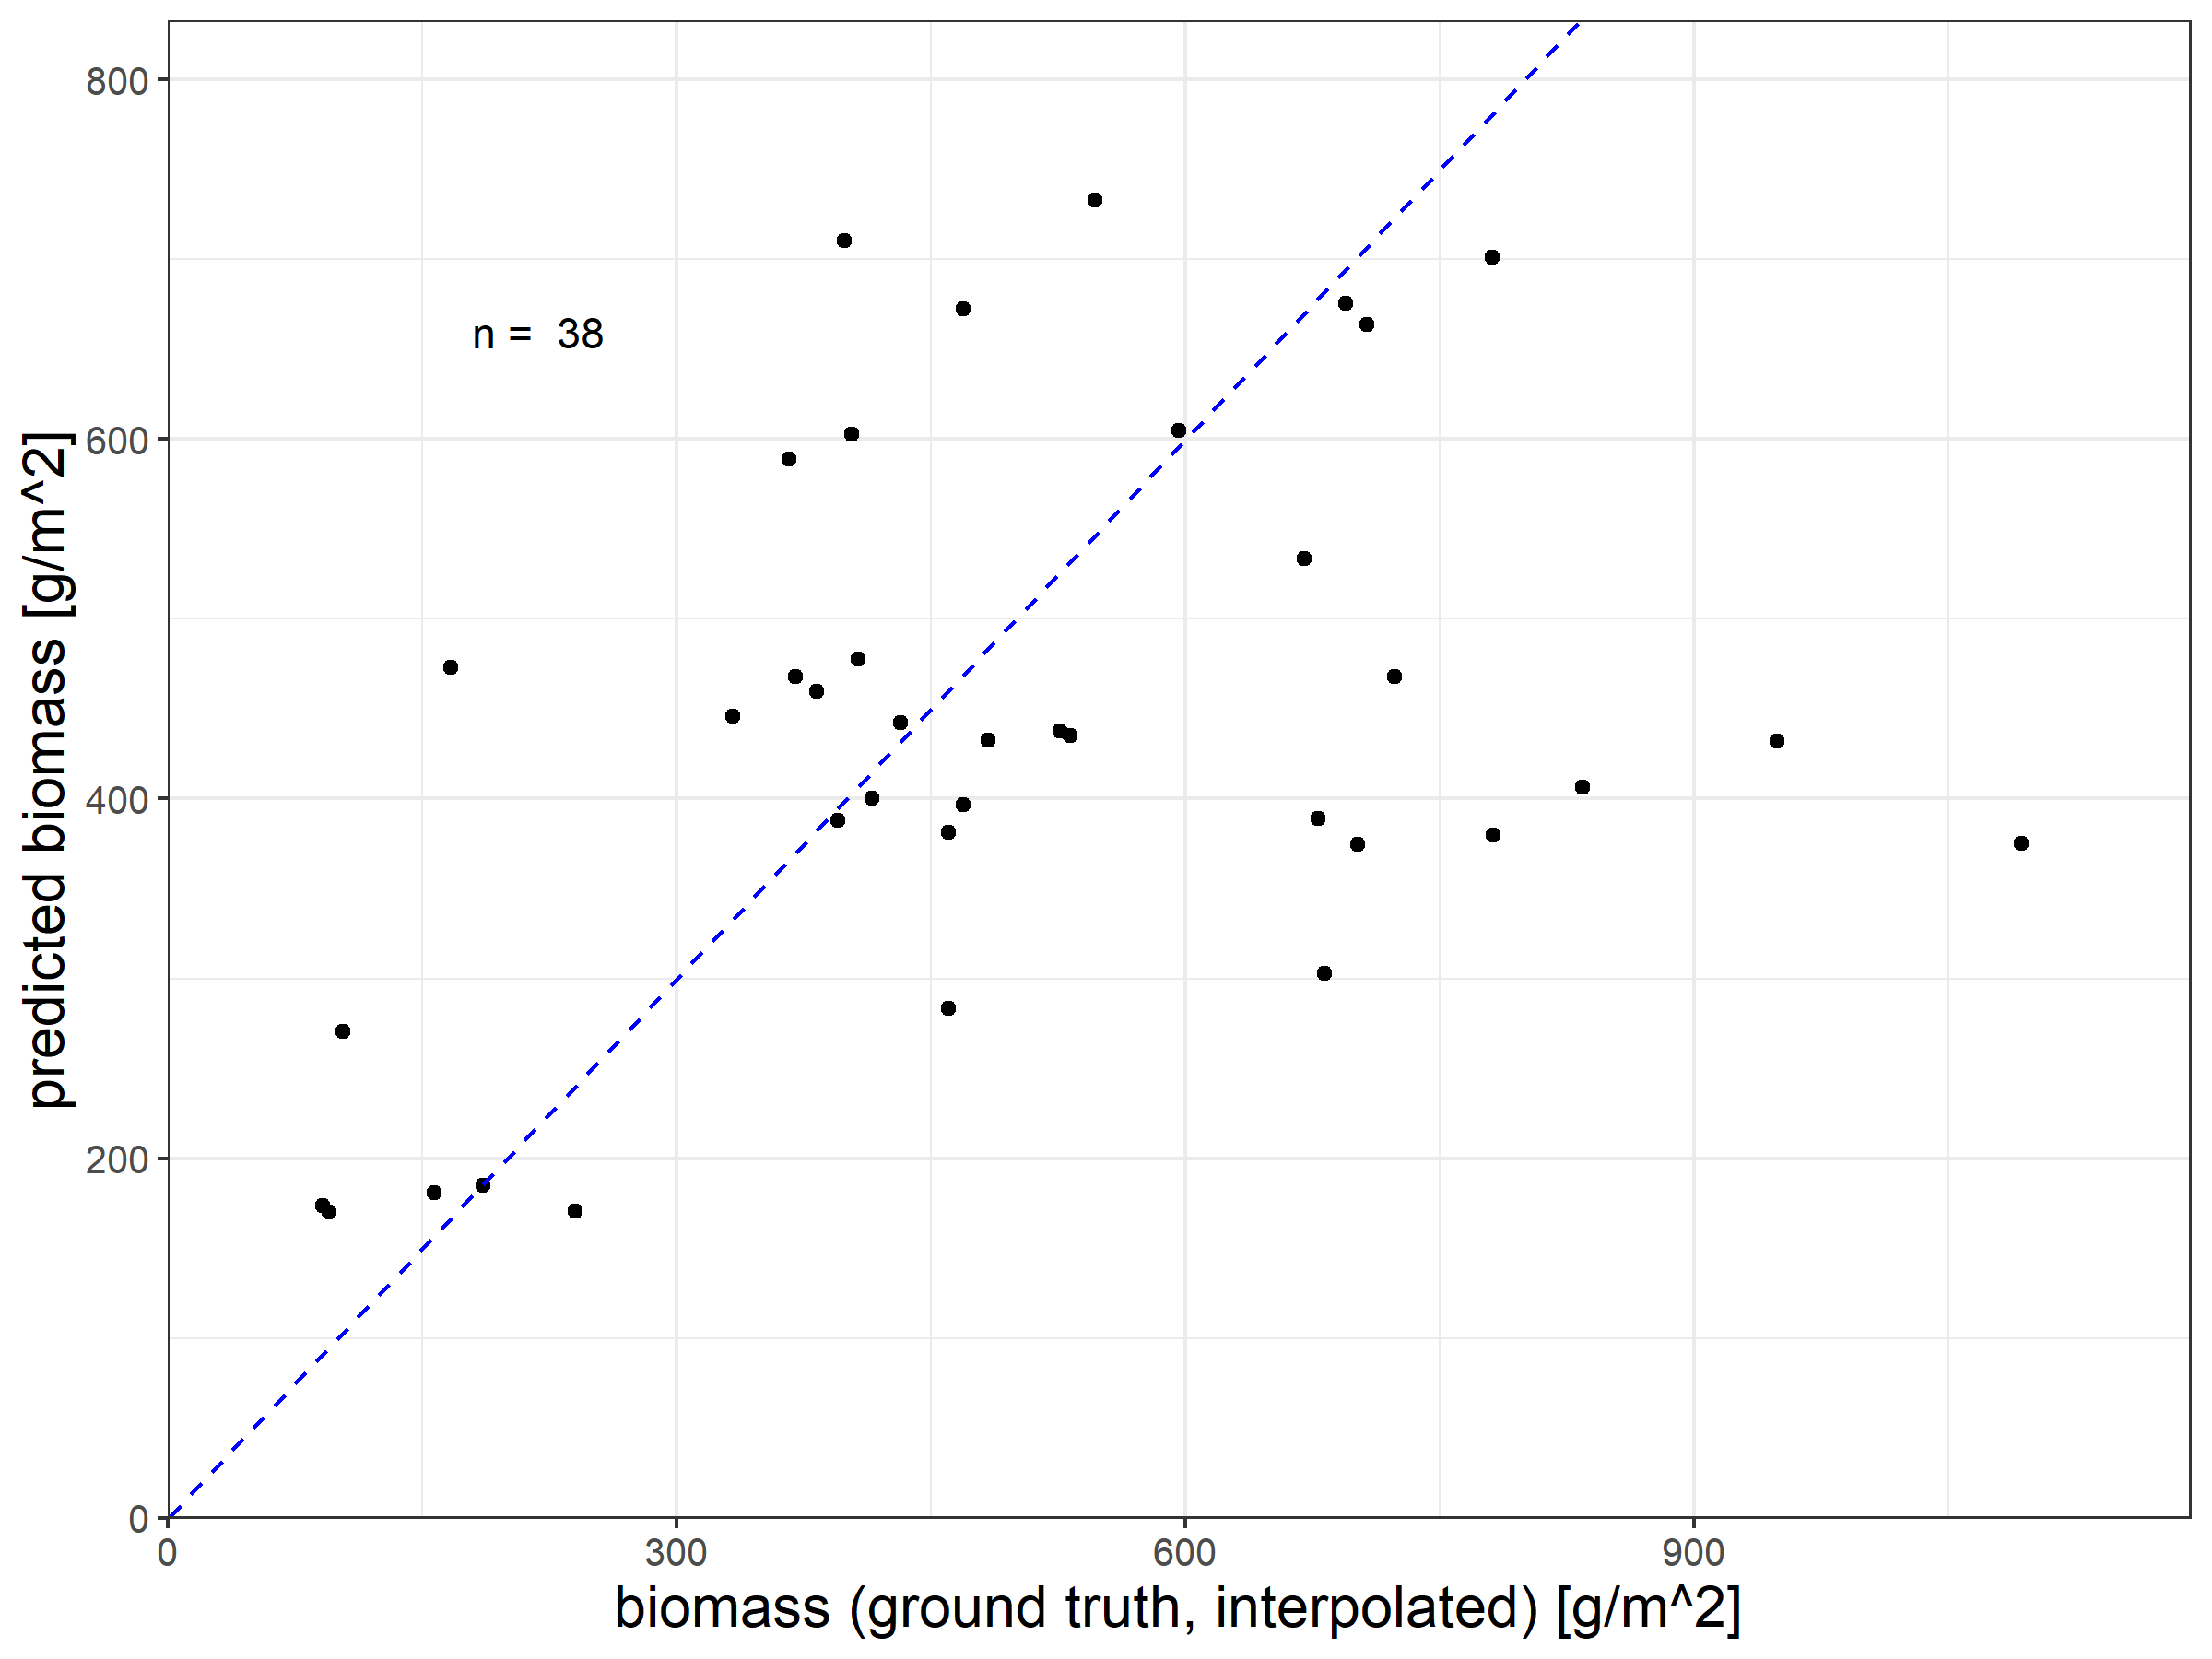 predicted biomass [g/m^2]
800
600
400
200
0
n = 38
0 300 600 900
biomass (ground truth, interpolated) [g/m^2]